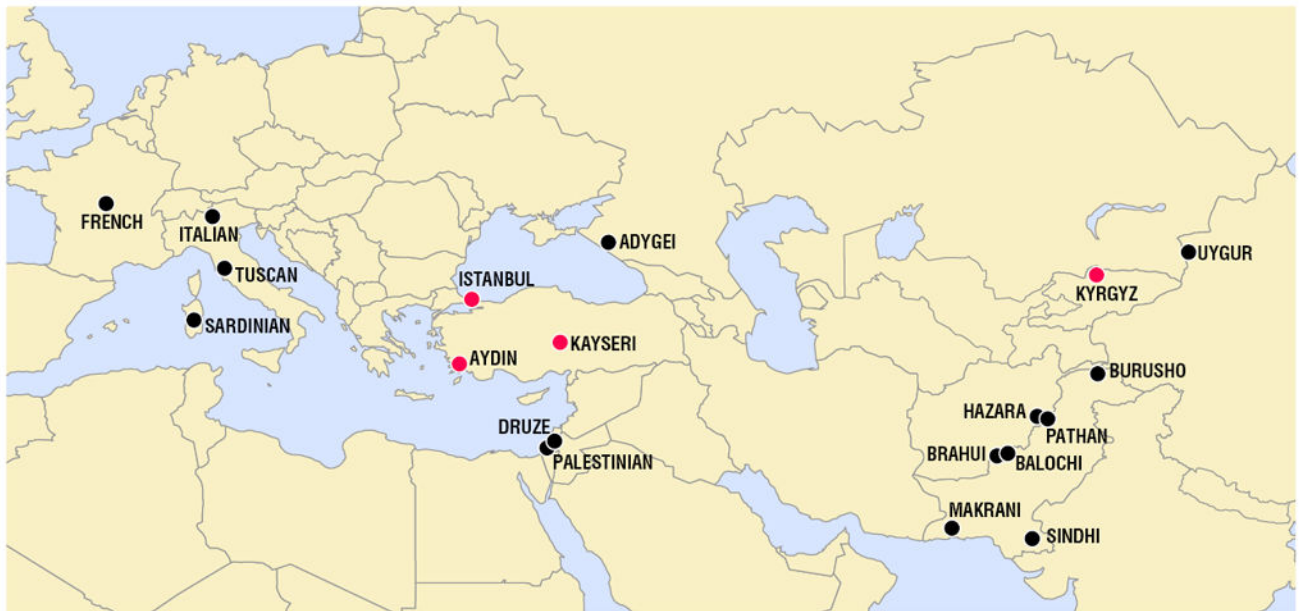 FRENCH
ITALIAN
TUSCAN
SARDINIAN
ADYGEI
ISTANBUL
KAYSERI
AYDIN
DRUZE
PALESTINIAN
UYGUR
KYRGYZ
BURUSHO
HAZARA
PATHAN
BRAHUI
BALOCHI
MAKRANI
SINDHI